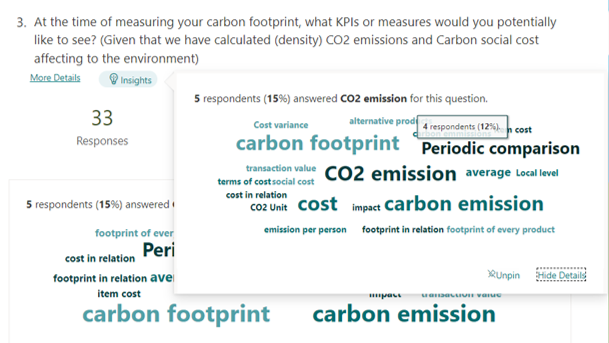 3. At the time of measuring your carbon footprint, what KPIs or measures would you potentially
like to see? (Given that we have calculated (density) CO2 emissions and Carbon social cost
affecting to the environment)
More Details
Insights
33
Responses
5 respondents (15%) answered CO2 emission for this question.
Cost variance
alternative
4 respondents (12%)
cost
carbon footprint
Periodic comparison
transaction value
terms of cost social cost
CO2 emission
average
Local level
cost in relation
CO2 Unit
cost
impact
carbon emission
emission per person
footprint in relation
footprint of every product
Unpin
Hide Details
5 respondents (15%) answered
footprint of
cost in relation
footprint in relation
item cost
impact
transaction value
carbon footprint
carbon emission